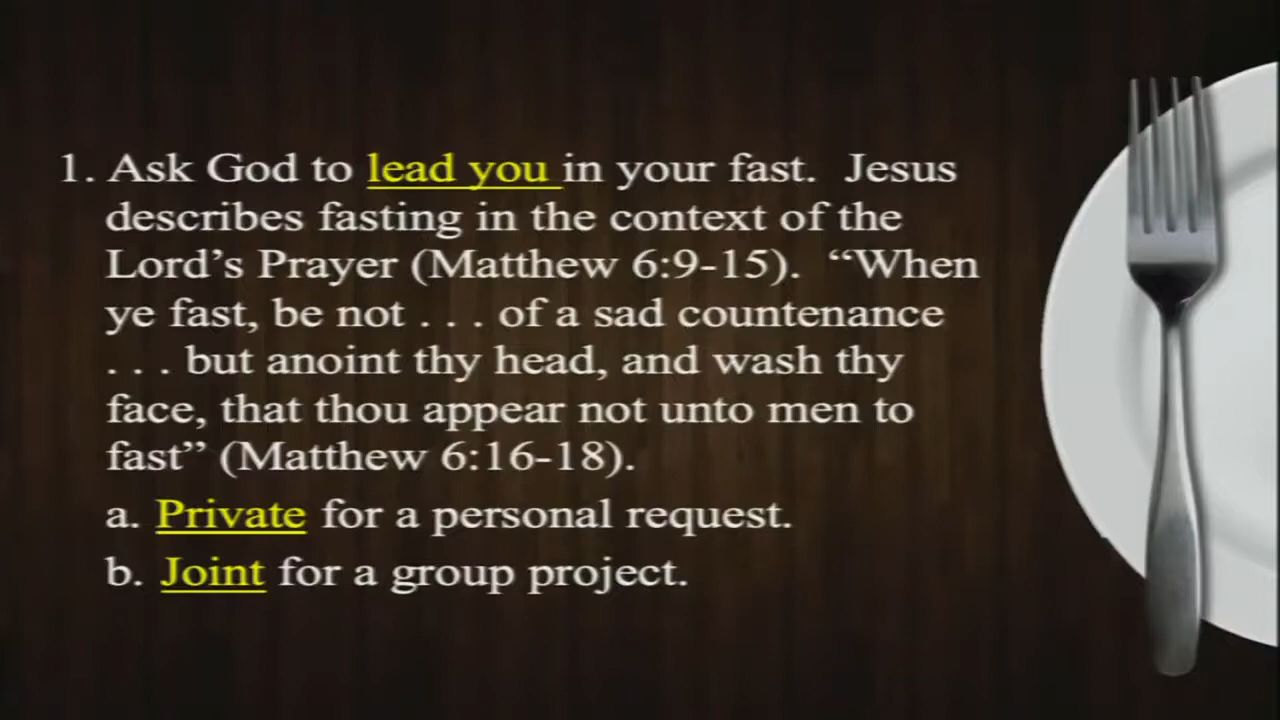 1. Ask God to lead you in your fast.  Jesus
describes fasting in the context of the
Lord’s Prayer (Matthew 6:9-15).  “When
ye fast, be not . . . of a sad countenance
. . . but anoint thy head, and wash thy
face, that thou appear not unto men to
fast” (Matthew 6:16-18).
a. Private for a personal request.
b. Joint for a group project.